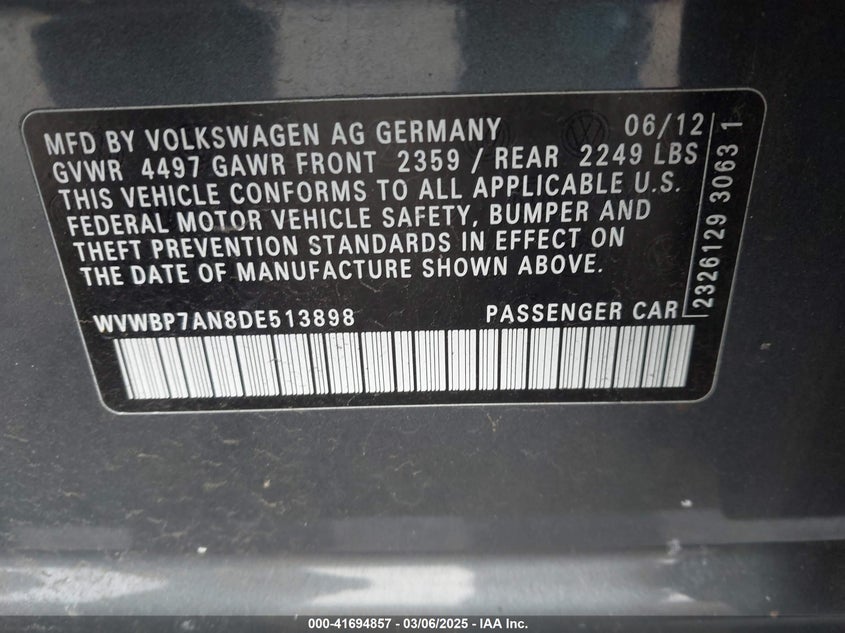 MFD BY VOLKSWAGEN AG GERMANY 06/12
GVWR 4497 GAWR FRONT 2359 / REAR 2249 LBS
THIS VEHICLE CONFORMS TO ALL APPLICABLE U.S.
FEDERAL MOTOR VEHICLE SAFETY, BUMPER AND
THEFT PREVENTION STANDARDS IN EFFECT ON
THE DATE OF MANUFACTURE SHOWN ABOVE.
WVWBP7AN8DE513898 PASSENGER CAR
2326129 3063 1
000-41694857 - 03/06/2025 - IAA Inc.